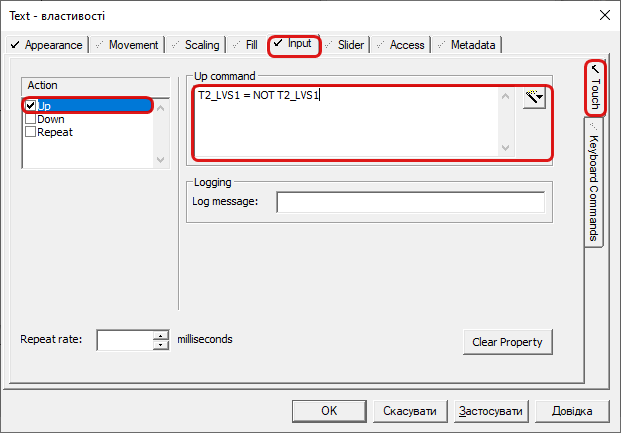 Text - властивості
Appearance Movement Scaling Fill Input Slider Access Metadata
Action
Up
Down
Repeat
Up command
T2_LVS1 = NOT T2_LVS1
Logging
Log message:
Touch
Keyboard Commands
Repeat rate: milliseconds
Clear Property
OK Скасувати Застосувати Довідка